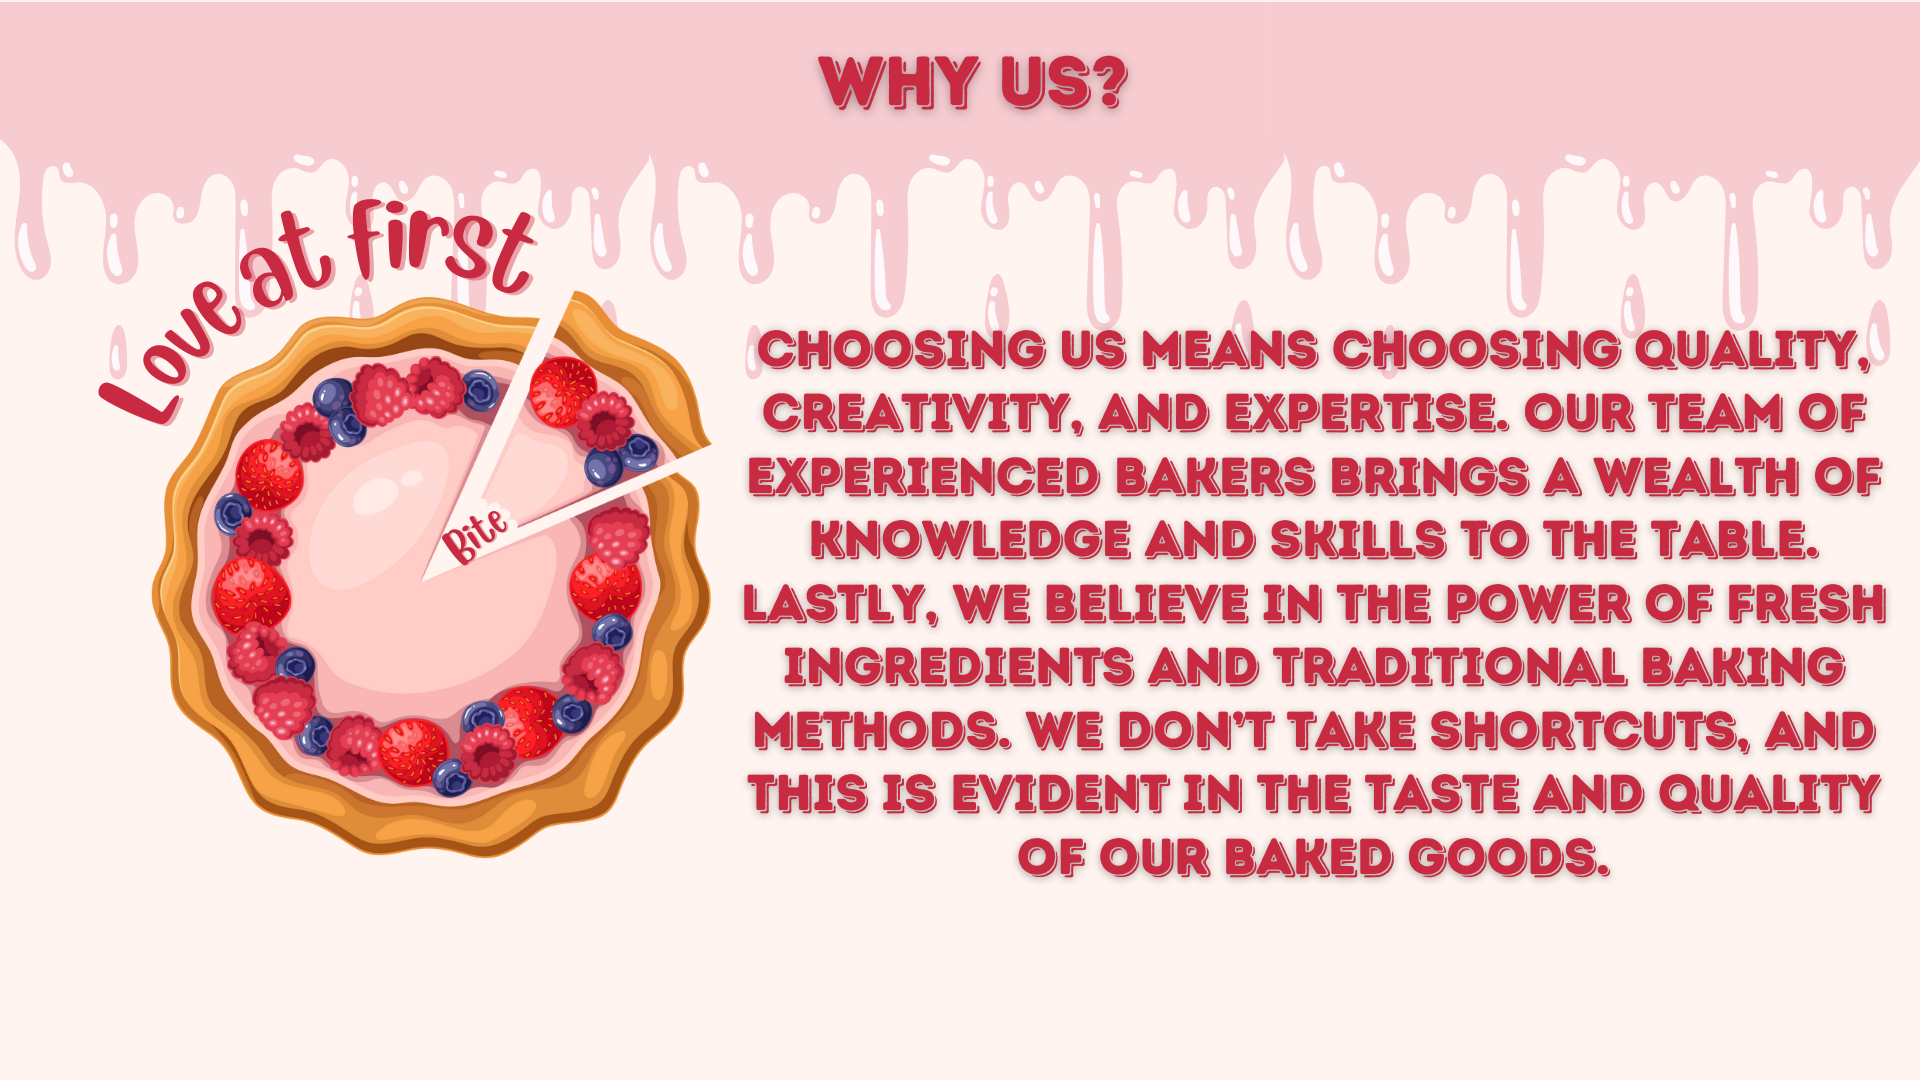 WHY US?
Love at first
Bite
CHOOSING US MEANS CHOOSING QUALITY,
CREATIVITY, AND EXPERTISE. OUR TEAM OF
EXPERIENCED BAKERS BRINGS A WEALTH OF
KNOWLEDGE AND SKILLS TO THE TABLE.
LASTLY, WE BELIEVE IN THE POWER OF FRESH
INGREDIENTS AND TRADITIONAL BAKING
METHODS. WE DON'T TAKE SHORTCUTS, AND
THIS IS EVIDENT IN THE TASTE AND QUALITY
OF OUR BAKED GOODS.